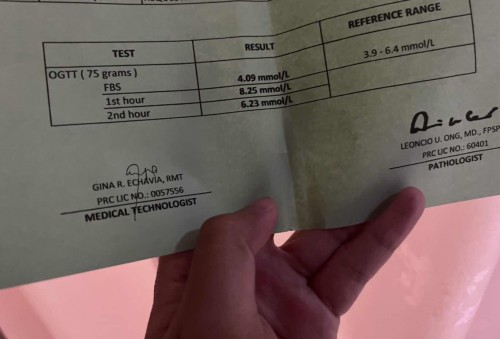 TEST RESULT REFERENCE RANGE
OGTT ( 75 grams ) 3.9 - 6.4 mmol/L
FBS 4.09 mmol/L
1st hour 8.25 mmol/L
2nd hour 6.23 mmol/L
GINA R. ECHAVIA, RMT
PRC LIC NO.: 0057556
MEDICAL TECHNOLOGIST
LEONCIO U. ONG, MD., FPSP
PRC LIC NO.: 60401
PATHOLOGIST